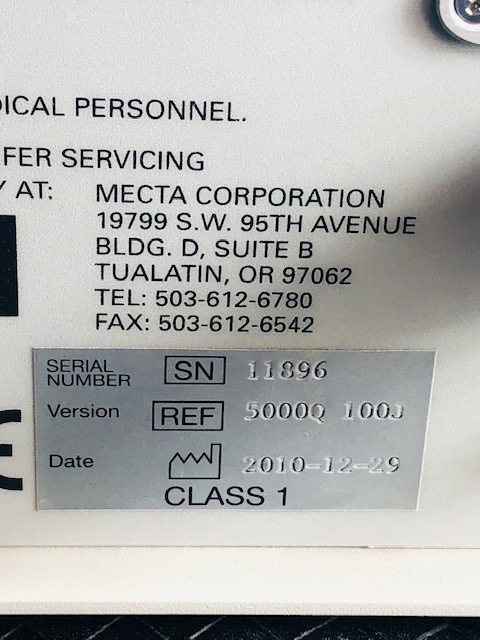 DICAL PERSONNEL.
FER SERVICING
Y AT: MECTA CORPORATION
19799 S.W. 95TH AVENUE
BLDG. D, SUITE B
TUALATIN, OR 97062
TEL: 503-612-6780
FAX: 503-612-6542
SERIAL NUMBER SN 11896
Version REF 5000Q 100J
Date 2010-12-29
CLASS 1
CE